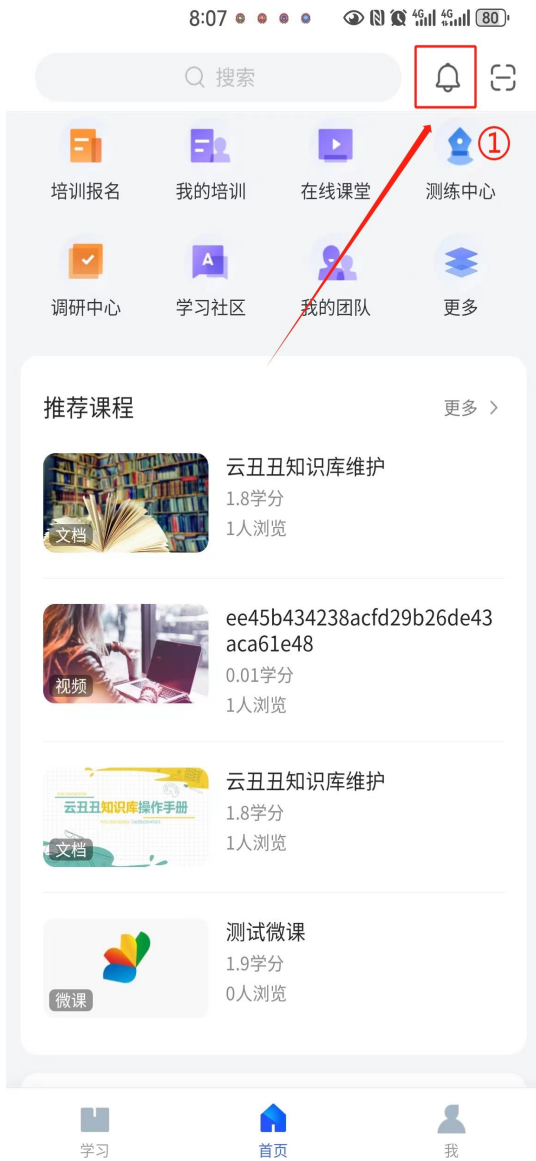 8:07
4G 4G 80
搜索
①
培训报名 我的培训 在线课堂 测练中心
调研中心 学习社区 我的团队 更多
推荐课程 更多
云丑丑知识库维护
1.8学分
1人浏览
文档
ee45b434238acfd29b26de43
aca61e48
0.01学分
1人浏览
视频
云丑丑知识库维护
1.8学分
1人浏览
云丑丑知识库操作手册
文档
测试微课
1.9学分
0人浏览
微课
学习 首页 我